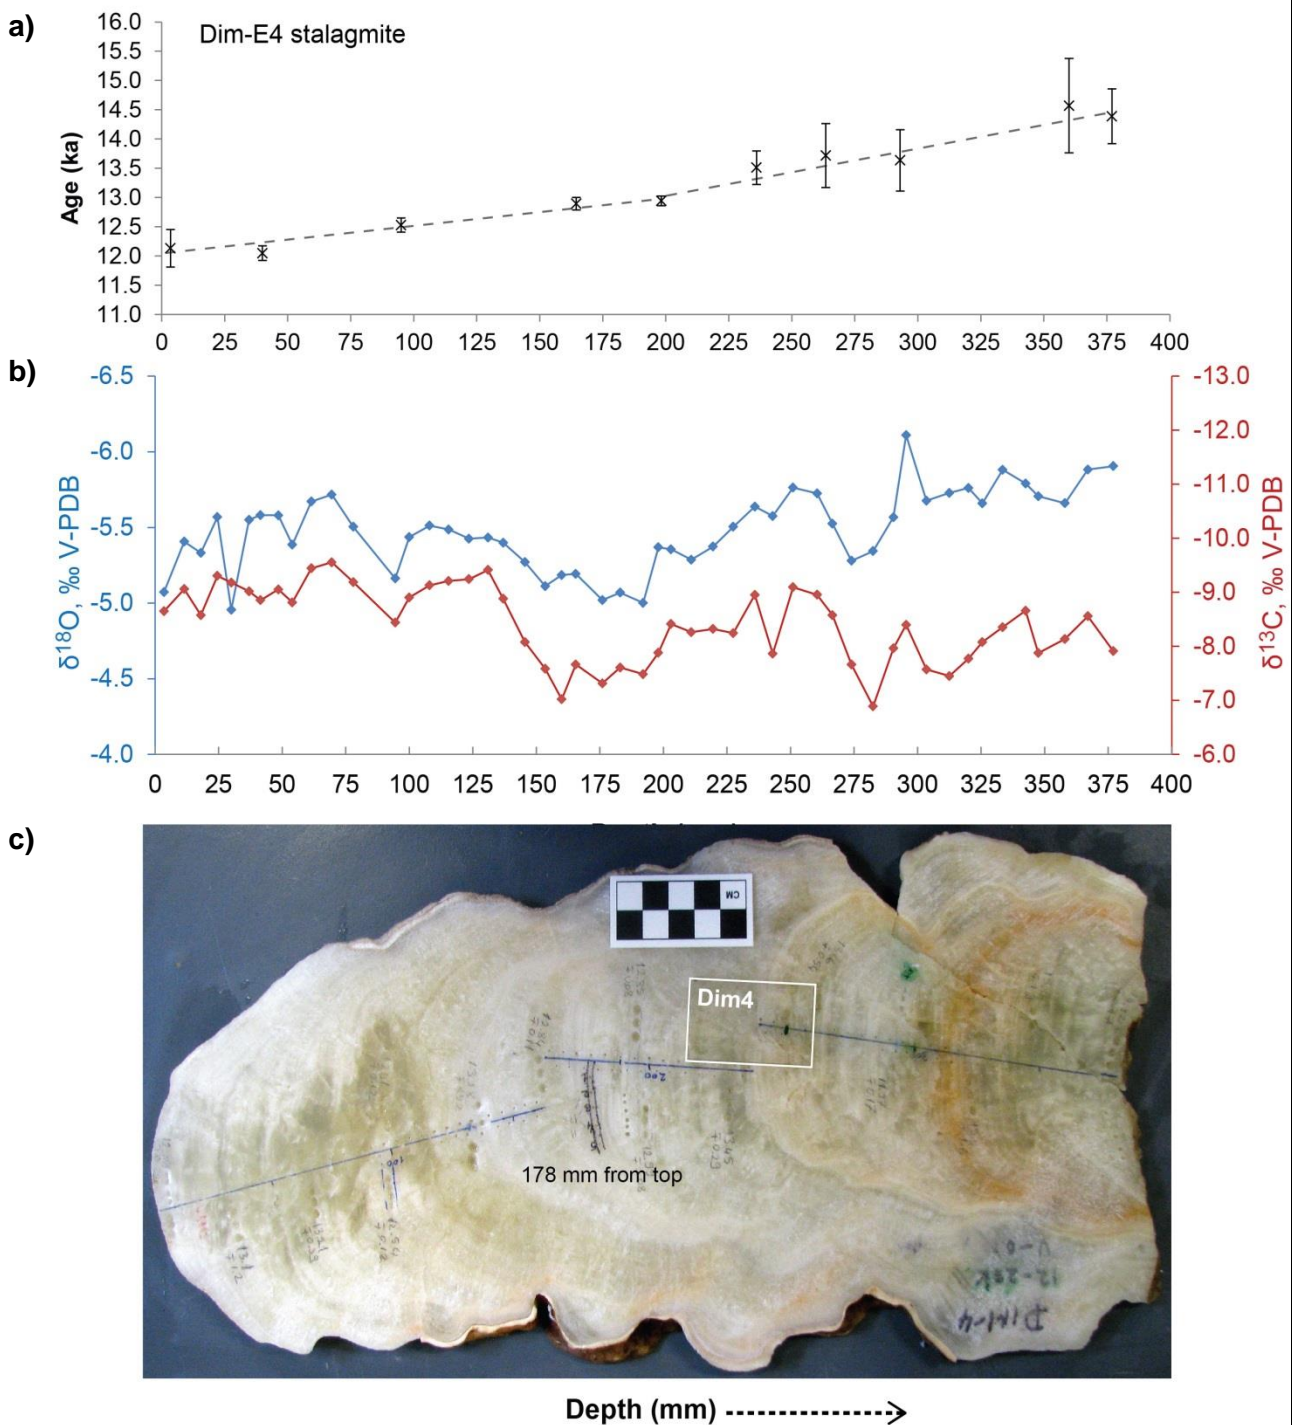 a)
Dim-E4 stalagmite
Age (ka)
16.0
15.5
15.0
14.5
14.0
13.5
13.0
12.5
12.0
11.5
11.0
0 25 50 75 100 125 150 175 200 225 250 275 300 325 350 375 400
b)
δ18O, ‰ V-PDB
-6.5
-6.0
-5.5
-5.0
-4.5
-4.0
δ13C, ‰ V-PDB
-13.0
-12.0
-11.0
-10.0
-9.0
-8.0
-7.0
-6.0
0 25 50 75 100 125 150 175 200 225 250 275 300 325 350 375 400
c)
CM
Dim4
200
100
178 mm from top
DIM-4
Depth (mm)